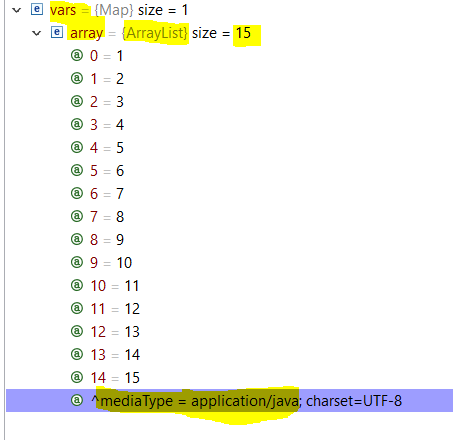 vars = {Map} size = 1
array = {ArrayList} size = 15
0 = 1
1 = 2
2 = 3
3 = 4
4 = 5
5 = 6
6 = 7
7 = 8
8 = 9
9 = 10
10 = 11
11 = 12
12 = 13
13 = 14
14 = 15
^mediaType = application/java; charset=UTF-8